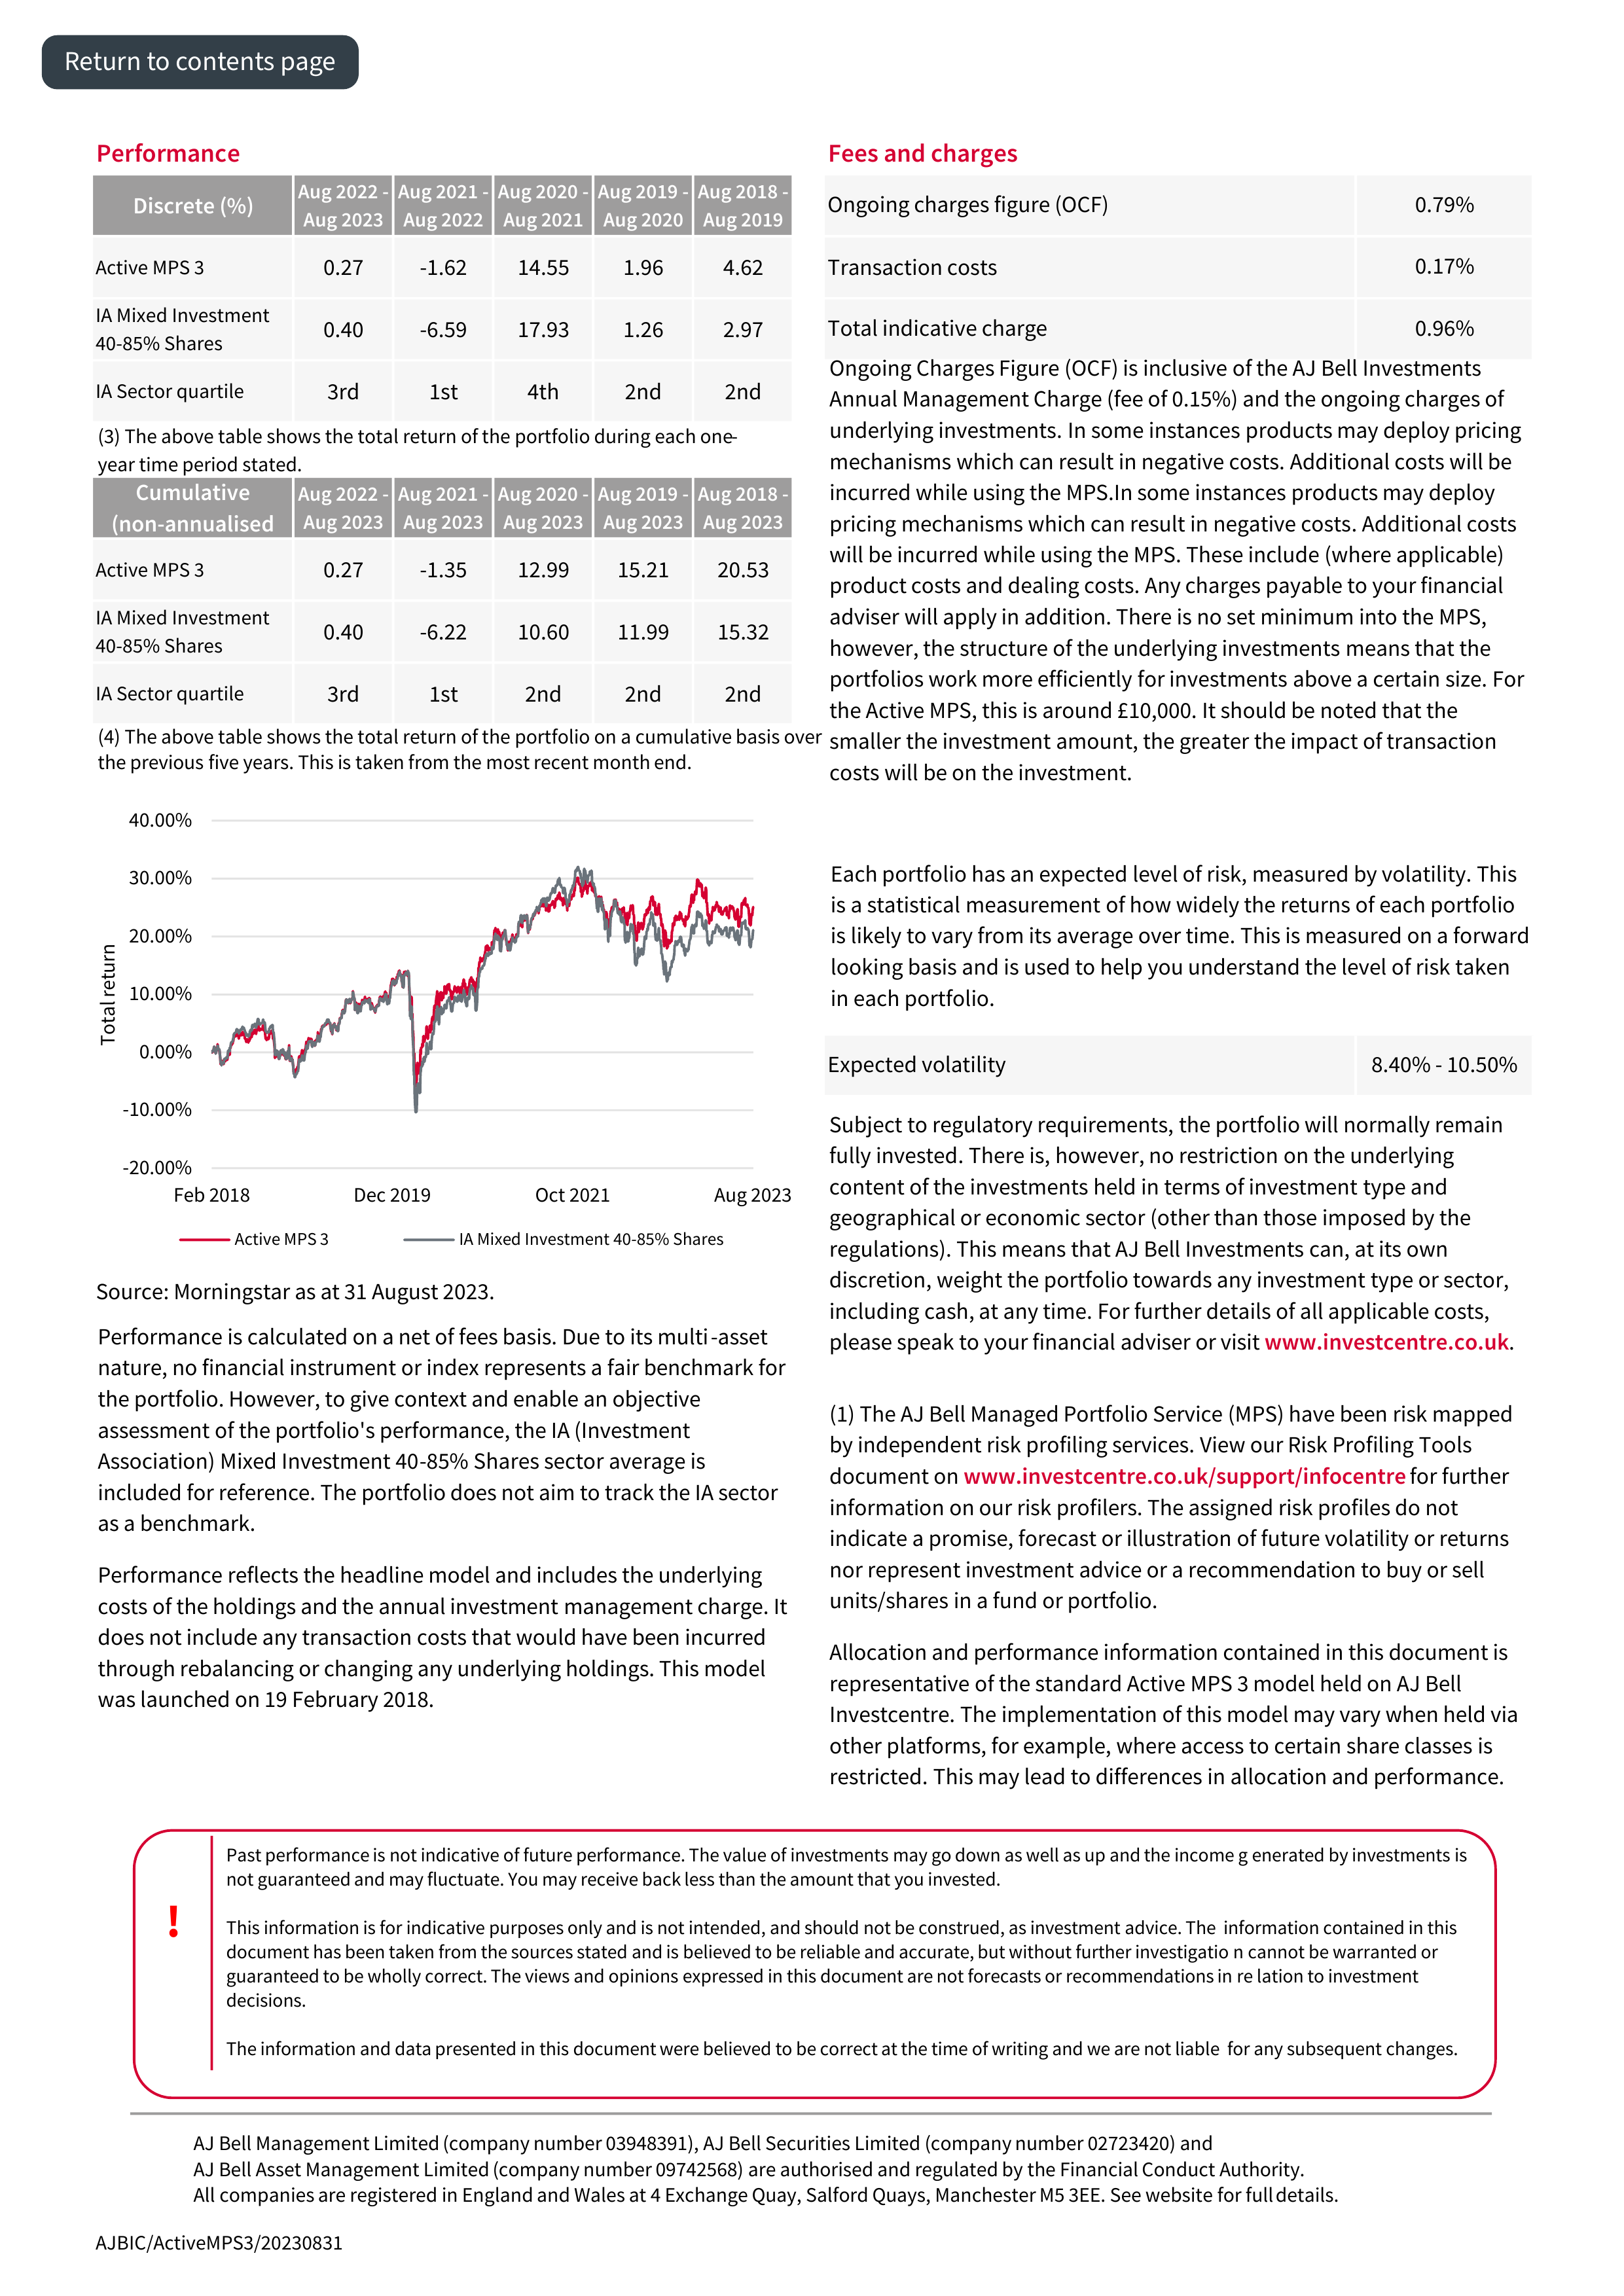 Return to contents page
Performance
Discrete (%)
Aug 2022 - Aug 2023
Aug 2021 - Aug 2022
Aug 2020 - Aug 2021
Aug 2019 - Aug 2020
Aug 2018 - Aug 2019
Active MPS 3 0.27 -1.62 14.55 1.96 4.62
IA Mixed Investment
40-85% Shares 0.40 -6.59 17.93 1.26 2.97
IA Sector quartile 3rd 1st 4th 2nd 2nd
(3) The above table shows the total return of the portfolio during each one-
year time period stated.
Cumulative
(non-annualised
Aug 2022 - Aug 2023
Aug 2021 - Aug 2023
Aug 2020 - Aug 2023
Aug 2019 - Aug 2023
Aug 2018 - Aug 2023
Active MPS 3 0.27 -1.35 12.99 15.21 20.53
IA Mixed Investment
40-85% Shares 0.40 -6.22 10.60 11.99 15.32
IA Sector quartile 3rd 1st 2nd 2nd 2nd
(4) The above table shows the total return of the portfolio on a cumulative basis over
the previous five years. This is taken from the most recent month end.
Total return
40.00%
30.00%
20.00%
10.00%
0.00%
-10.00%
-20.00%
Feb 2018 Dec 2019 Oct 2021 Aug 2023
Active MPS 3 IA Mixed Investment 40-85% Shares
Source: Morningstar as at 31 August 2023.
Performance is calculated on a net of fees basis. Due to its multi-asset
nature, no financial instrument or index represents a fair benchmark for
the portfolio. However, to give context and enable an objective
assessment of the portfolio's performance, the IA (Investment
Association) Mixed Investment 40-85% Shares sector average is
included for reference. The portfolio does not aim to track the IA sector
as a benchmark.
Performance reflects the headline model and includes the underlying
costs of the holdings and the annual investment management charge. It
does not include any transaction costs that would have been incurred
through rebalancing or changing any underlying holdings. This model
was launched on 19 February 2018.
Fees and charges
Ongoing charges figure (OCF) 0.79%
Transaction costs 0.17%
Total indicative charge 0.96%
Ongoing Charges Figure (OCF) is inclusive of the AJ Bell Investments
Annual Management Charge (fee of 0.15%) and the ongoing charges of
underlying investments. In some instances products may deploy pricing
mechanisms which can result in negative costs. Additional costs will be
incurred while using the MPS.In some instances products may deploy
pricing mechanisms which can result in negative costs. Additional costs
will be incurred while using the MPS. These include (where applicable)
product costs and dealing costs. Any charges payable to your financial
adviser will apply in addition. There is no set minimum into the MPS,
however, the structure of the underlying investments means that the
portfolios work more efficiently for investments above a certain size. For
the Active MPS, this is around £10,000. It should be noted that the
smaller the investment amount, the greater the impact of transaction
costs will be on the investment.
Each portfolio has an expected level of risk, measured by volatility. This
is a statistical measurement of how widely the returns of each portfolio
is likely to vary from its average over time. This is measured on a forward
looking basis and is used to help you understand the level of risk taken
in each portfolio.
Expected volatility 8.40% - 10.50%
Subject to regulatory requirements, the portfolio will normally remain
fully invested. There is, however, no restriction on the underlying
content of the investments held in terms of investment type and
geographical or economic sector (other than those imposed by the
regulations). This means that AJ Bell Investments can, at its own
discretion, weight the portfolio towards any investment type or sector,
including cash, at any time. For further details of all applicable costs,
please speak to your financial adviser or visit www.investcentre.co.uk.
(1) The AJ Bell Managed Portfolio Service (MPS) have been risk mapped
by independent risk profiling services. View our Risk Profiling Tools
document on www.investcentre.co.uk/support/infocentre for further
information on our risk profilers. The assigned risk profiles do not
indicate a promise, forecast or illustration of future volatility or returns
nor represent investment advice or a recommendation to buy or sell
units/shares in a fund or portfolio.
Allocation and performance information contained in this document is
representative of the standard Active MPS 3 model held on AJ Bell
Investcentre. The implementation of this model may vary when held via
other platforms, for example, where access to certain share classes is
restricted. This may lead to differences in allocation and performance.
!
Past performance is not indicative of future performance. The value of investments may go down as well as up and the income g enerated by investments is
not guaranteed and may fluctuate. You may receive back less than the amount that you invested.
This information is for indicative purposes only and is not intended, and should not be construed, as investment advice. The information contained in this
document has been taken from the sources stated and is believed to be reliable and accurate, but without further investigatio n cannot be warranted or
guaranteed to be wholly correct. The views and opinions expressed in this document are not forecasts or recommendations in re lation to investment
decisions.
The information and data presented in this document were believed to be correct at the time of writing and we are not liable for any subsequent changes.
AJ Bell Management Limited (company number 03948391), AJ Bell Securities Limited (company number 02723420) and
AJ Bell Asset Management Limited (company number 09742568) are authorised and regulated by the Financial Conduct Authority.
All companies are registered in England and Wales at 4 Exchange Quay, Salford Quays, Manchester M5 3EE. See website for full details.
AJBIC/ActiveMPS3/20230831